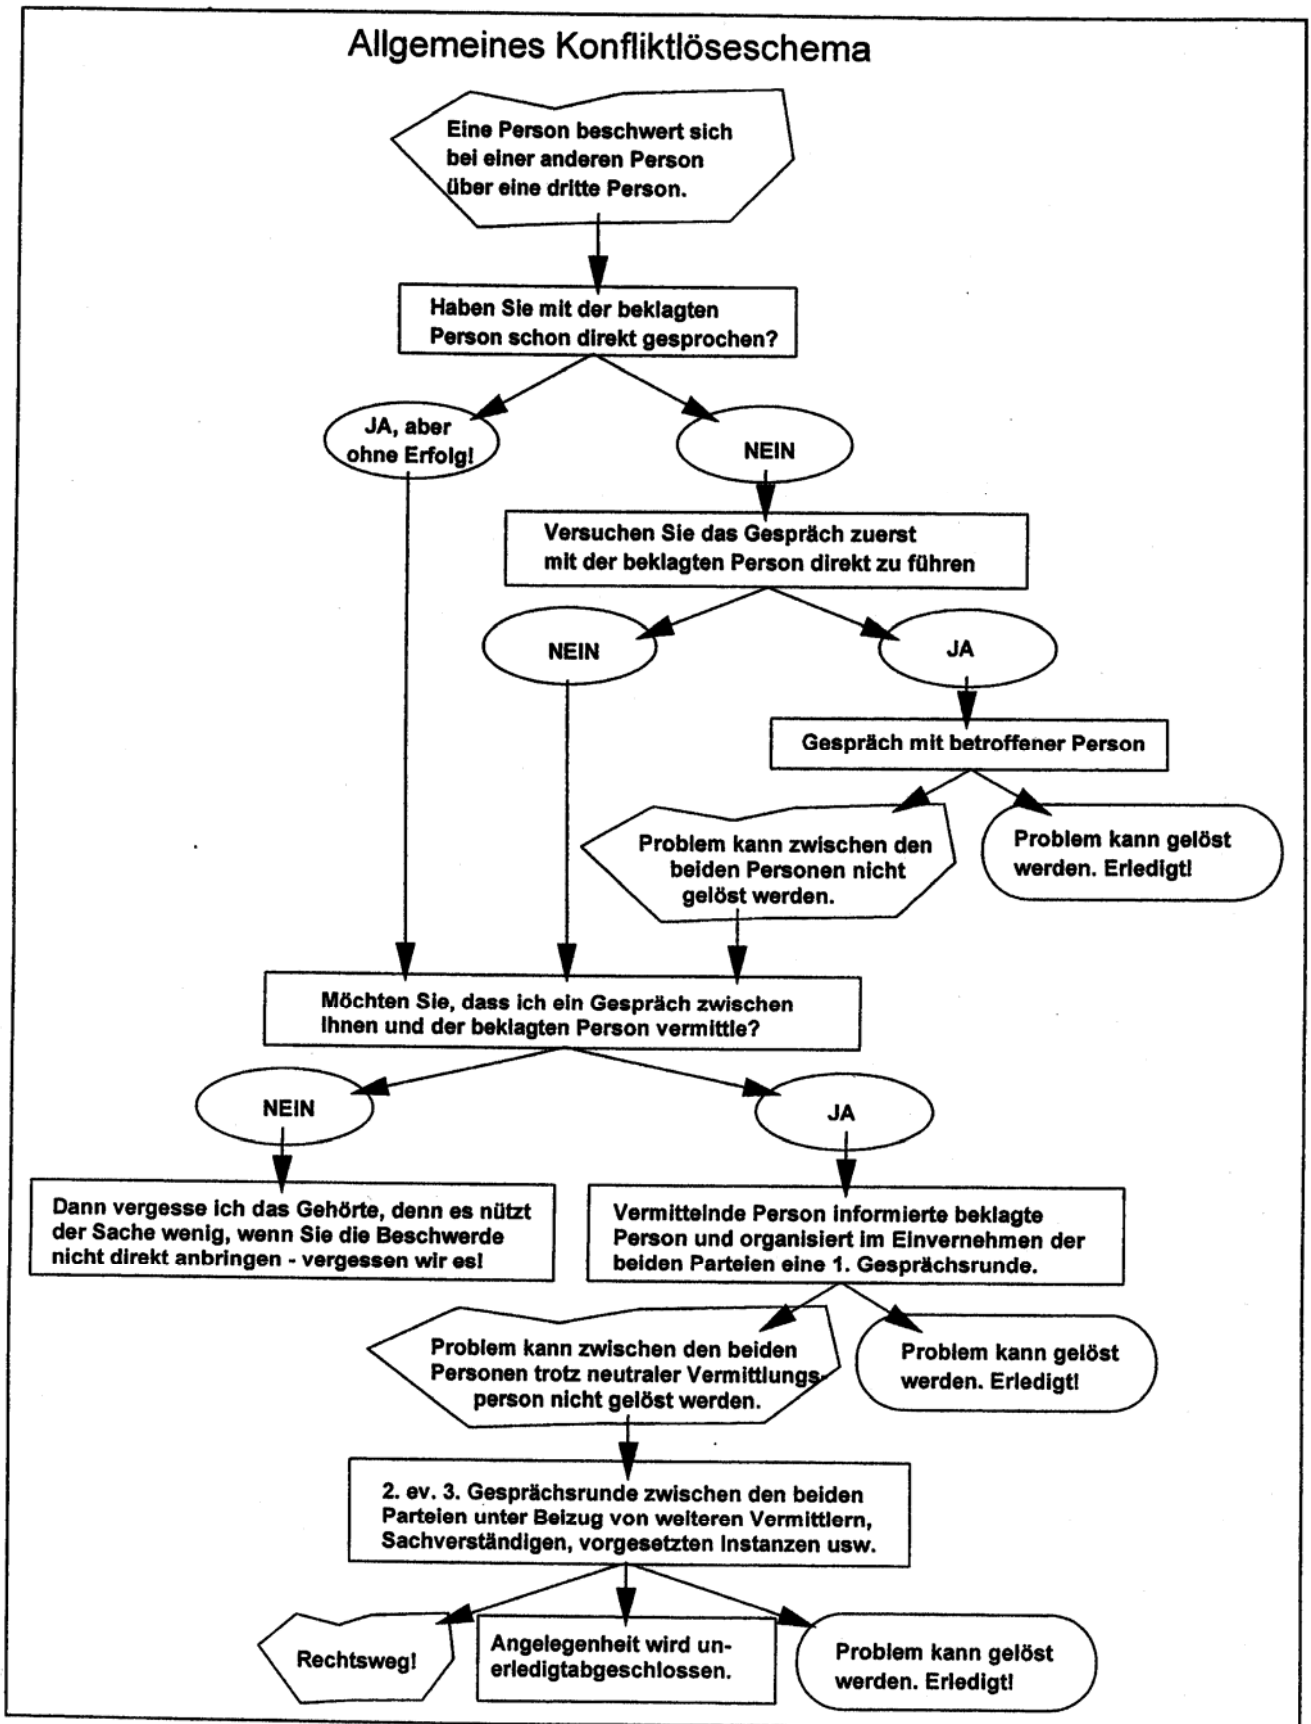 Allgemeines Konfliktlöseschema
Eine Person beschwert sich
bei einer anderen Person
über eine dritte Person.
Haben Sie mit der beklagten
Person schon direkt gesprochen?
JA, aber
ohne Erfolg!
NEIN
Versuchen Sie das Gespräch zuerst
mit der beklagten Person direkt zu führen
NEIN
JA
Gespräch mit betroffener Person
Problem kann zwischen den
beiden Personen nicht
gelöst werden.
Problem kann gelöst
werden. Erledigt!
Möchten Sie, dass ich ein Gespräch zwischen
Ihnen und der beklagten Person vermittle?
NEIN
JA
Dann vergesse ich das Gehörte, denn es nützt
der Sache wenig, wenn Sie die Beschwerde
nicht direkt anbringen - vergessen wir es!
Vermittelnde Person informierte beklagte
Person und organisiert im Einvernehmen der
beiden Parteien eine 1. Gesprächsrunde.
Problem kann zwischen den beiden
Personen trotz neutraler Vermittlungs-
person nicht gelöst werden.
Problem kann gelöst
werden. Erledigt!
2. ev. 3. Gesprächsrunde zwischen den beiden
Parteien unter Beizug von weiteren Vermittlern,
Sachverständigen, vorgesetzten Instanzen usw.
Rechtsweg!
Angelegenheit wird un-
erledigtabgeschlossen.
Problem kann gelöst
werden. Erledigt!